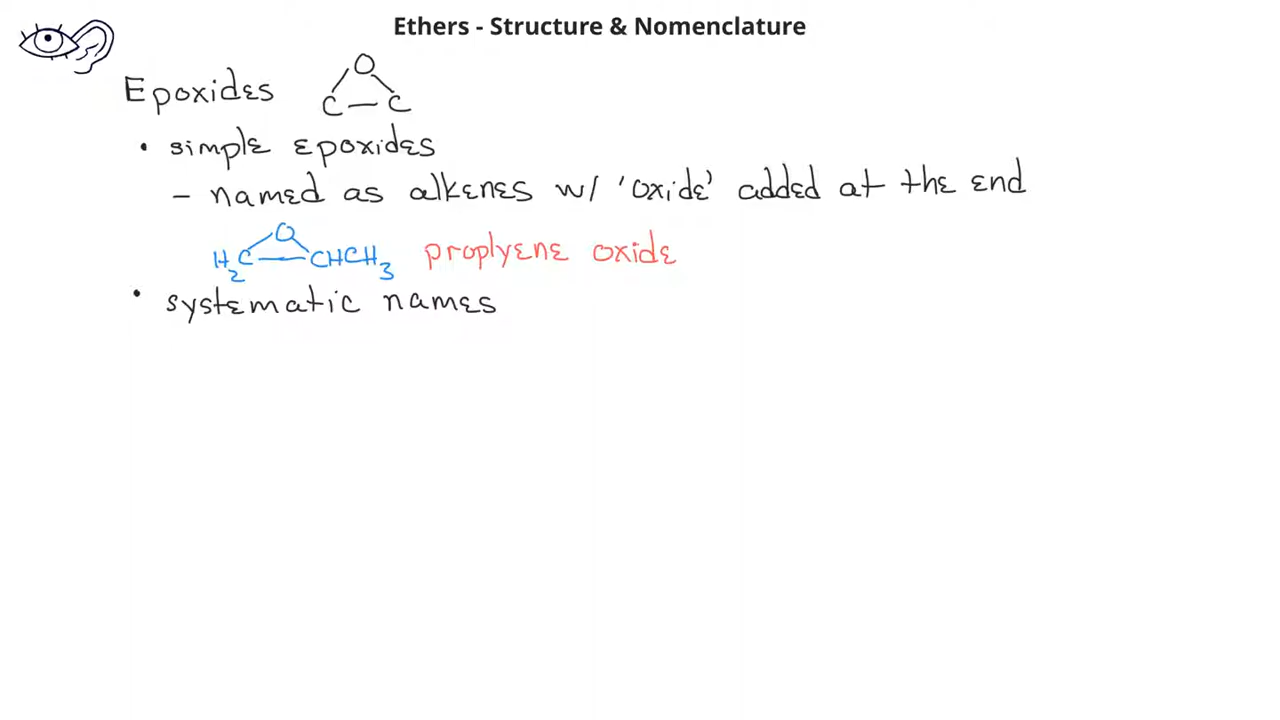 Ethers - Structure & Nomenclature
Epoxides
O
C — C
• simple epoxides
– named as alkenes w/ 'oxide' added at the end
O
H2C — CHCH3 proplyene oxide
• systematic names